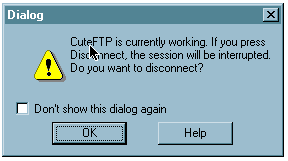 Dialog
CuteFTP is currently working. If you press
Disconnect, the session will be interrupted.
Do you want to disconnect?
Don't show this dialog again
OK
Help